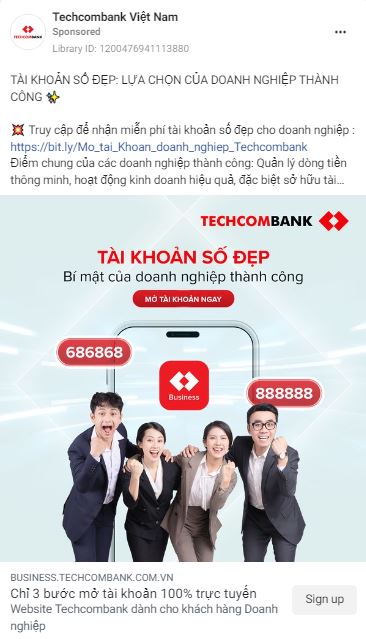 Techcombank Việt Nam
Sponsored
Library ID: 1200476941113880
TECHCOMBANK
TÀI KHOẢN SỐ ĐẸP: LỰA CHỌN CỦA DOANH NGHIỆP THÀNH
CÔNG ✨
💥 Truy cập để nhận miễn phí tài khoản số đẹp cho doanh nghiệp :
https://bit.ly/Mo_tai_Khoan_doanh_nghiep_Techcombank
Điểm chung của các doanh nghiệp thành công: Quản lý dòng tiền
thông minh, hoạt động kinh doanh hiệu quả, đặc biệt sở hữu tài...
TECHCOMBANK
TÀI KHOẢN SỐ ĐẸP
Bí mật của doanh nghiệp thành công
MỞ TÀI KHOẢN NGAY
686868
Business
888888
BUSINESS.TECHCOMBANK.COM.VN
Chỉ 3 bước mở tài khoản 100% trực tuyến
Website Techcombank dành cho khách hàng Doanh
nghiệp
Sign up